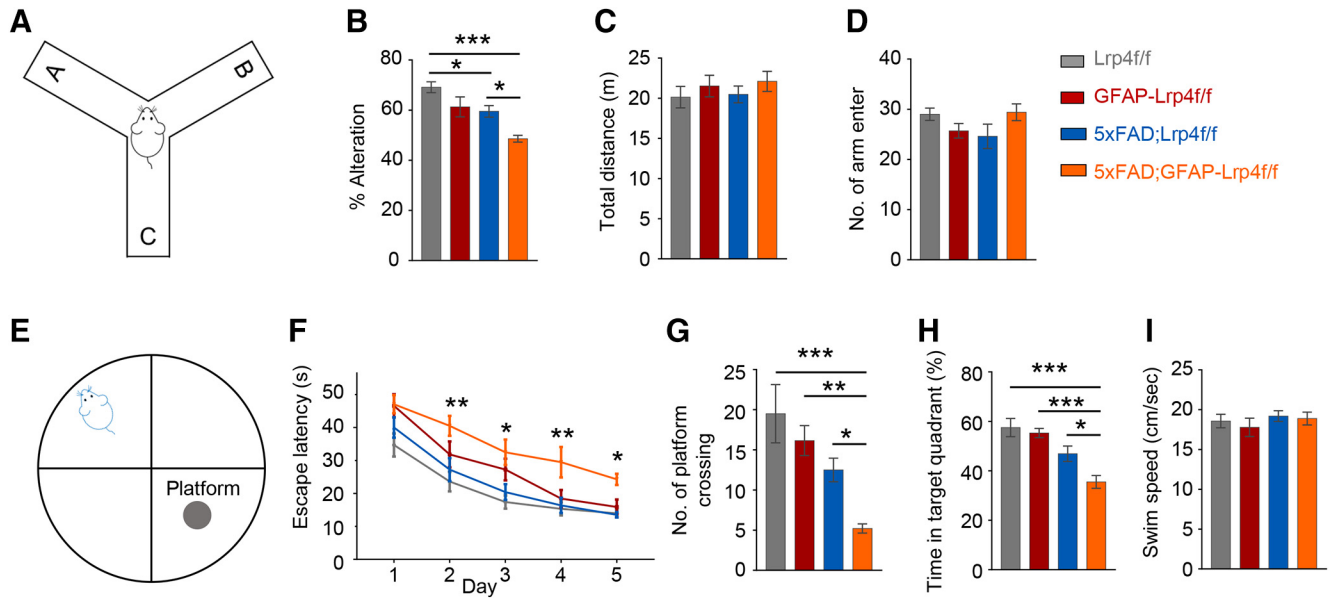 A
A
B
C
B
% Alteration
80
60
40
20
0
***
*
*
C
Total distance (m)
25
20
15
10
5
0
D
No. of arm enter
40
30
20
10
0
Lrp4f/f
GFAP-Lrp4f/f
5xFAD;Lrp4f/f
5xFAD;GFAP-Lrp4f/f
E
Platform
F
Escape latency (s)
50
40
30
20
10
0
**
*
**
*
1 2 3 4 5
Day
G
No. of platform
crossing
25
20
15
10
5
0
***
**
*
H
Time in target quadrant (%)
80
60
40
20
0
***
***
*
I
Swim speed (cm/sec)
25
20
15
10
5
0